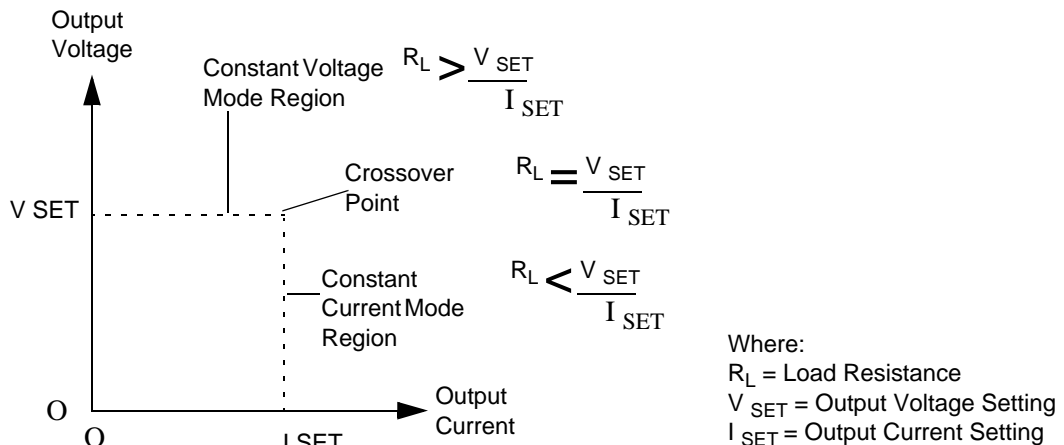 Output
Voltage
Constant Voltage
Mode Region
R_L > V SET
I SET
Crossover
Point
R_L = V SET
I SET
V SET
Constant
Current Mode
Region
R_L < V SET
I SET
Output
Current
O
O
I SET
Where:
R_L = Load Resistance
V SET = Output Voltage Setting
I SET = Output Current Setting